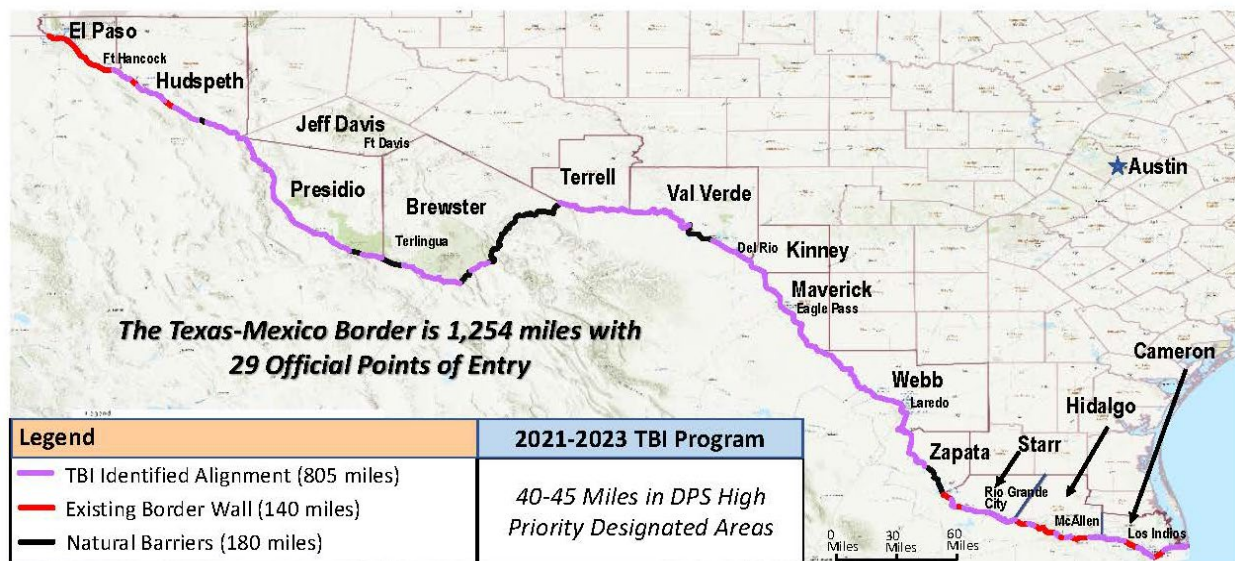 El Paso
Ft Hancock
Hudspeth
Jeff Davis
Ft Davis
Presidio
Brewster
Terlingua
Terrell
Val Verde
Del Rio
Kinney
Maverick
Eagle Pass
Austin
Webb
Laredo
Zapata
Starr
Rio Grande
City
Hidalgo
McAllen
Cameron
Los Indios
The Texas-Mexico Border is 1,254 miles with
29 Official Points of Entry
Legend
TBI Identified Alignment (805 miles)
Existing Border Wall (140 miles)
Natural Barriers (180 miles)
2021-2023 TBI Program
40-45 Miles in DPS High
Priority Designated Areas
0 30 60
Miles Miles Miles